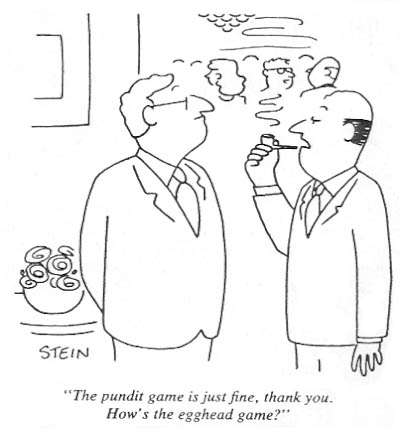 STEIN
"The pundit game is just fine, thank you.
How's the egghead game?"